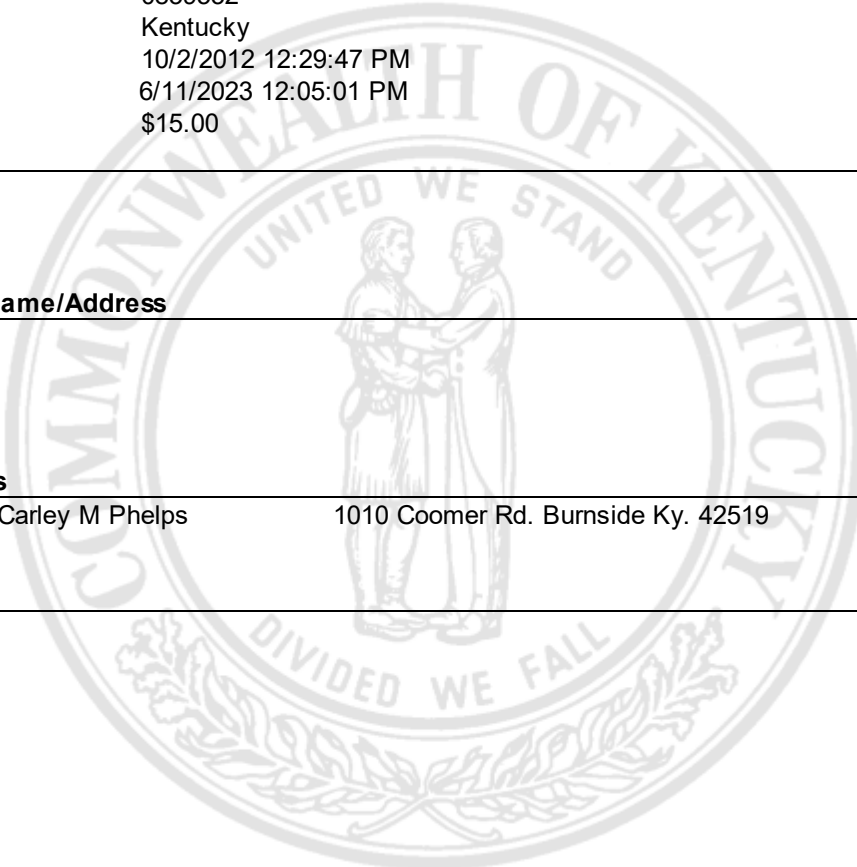 Kentucky
10/2/2012 12:29:47 PM
6/11/2023 12:05:01 PM
$15.00
COMMONWEALTH OF KENTUCKY
UNITED WE STAND
ame/Address
s
Carley M Phelps 1010 Coomer Rd. Burnside Ky. 42519
DIVIDED WE FALL